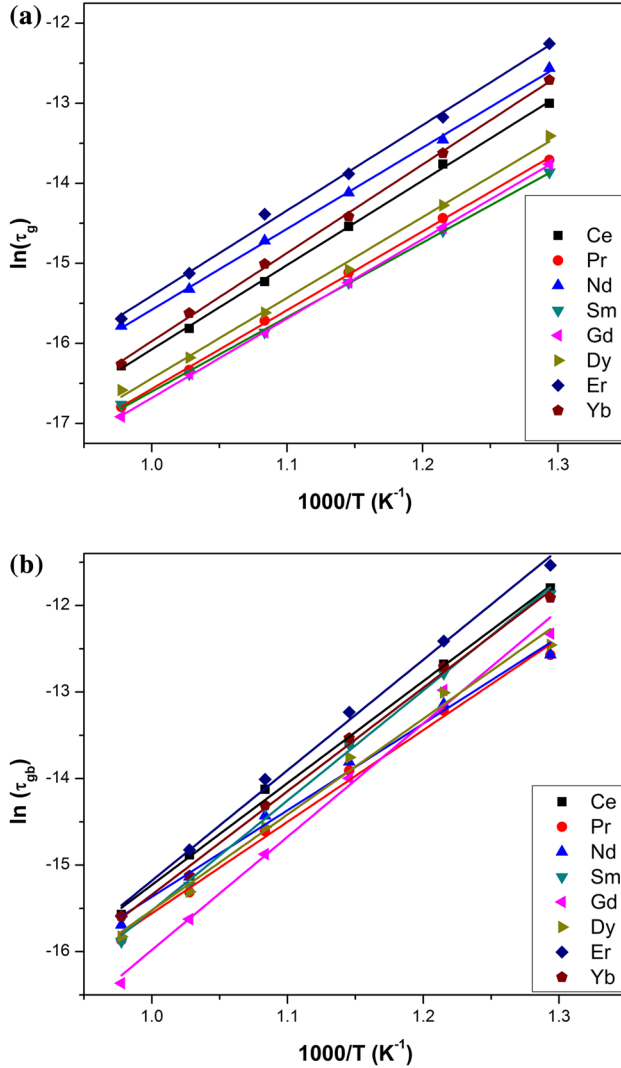 (a)
-12
-13
-14
-15
-16
-17
ln(τg)
Ce
Pr
Nd
Sm
Gd
Dy
Er
Yb
1.0
1.1
1.2
1.3
1000/T (K⁻¹)
(b)
-12
-13
-14
-15
-16
ln (τgb)
Ce
Pr
Nd
Sm
Gd
Dy
Er
Yb
1.0
1.1
1.2
1.3
1000/T (K⁻¹)